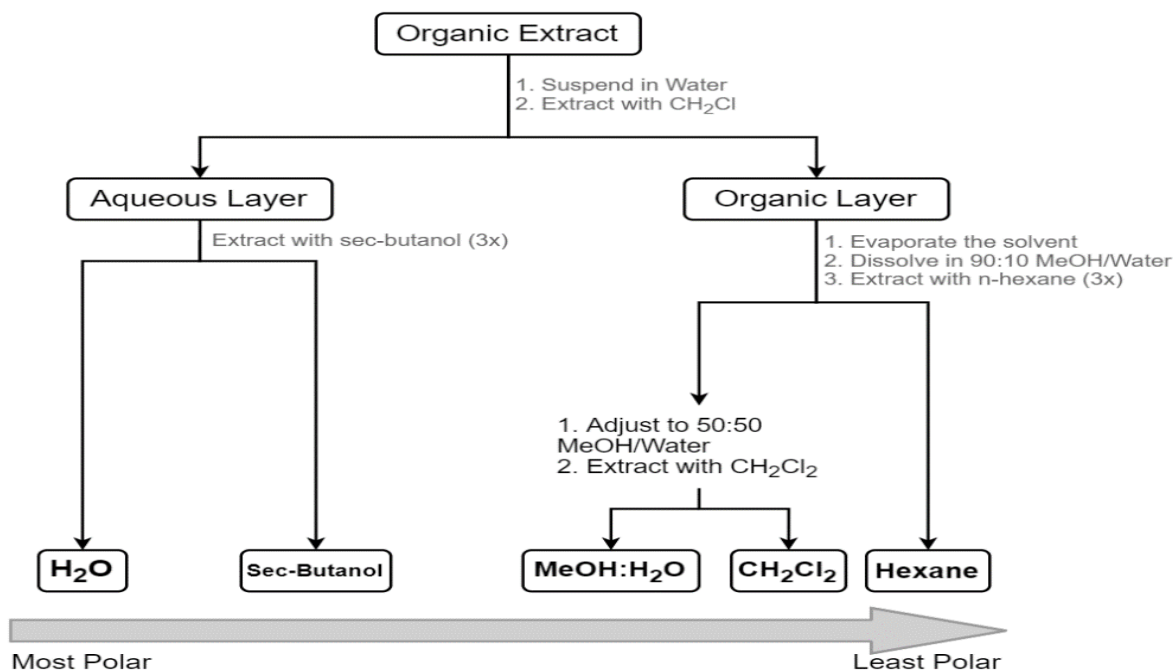 Organic Extract
1. Suspend in Water
2. Extract with CH₂Cl
Aqueous Layer
Organic Layer
Extract with sec-butanol (3x)
1. Evaporate the solvent
2. Dissolve in 90:10 MeOH/Water
3. Extract with n-hexane (3x)
1. Adjust to 50:50
MeOH/Water
2. Extract with CH₂Cl₂
H₂O
Sec-Butanol
MeOH:H₂O
CH₂Cl₂
Hexane
Most Polar
Least Polar